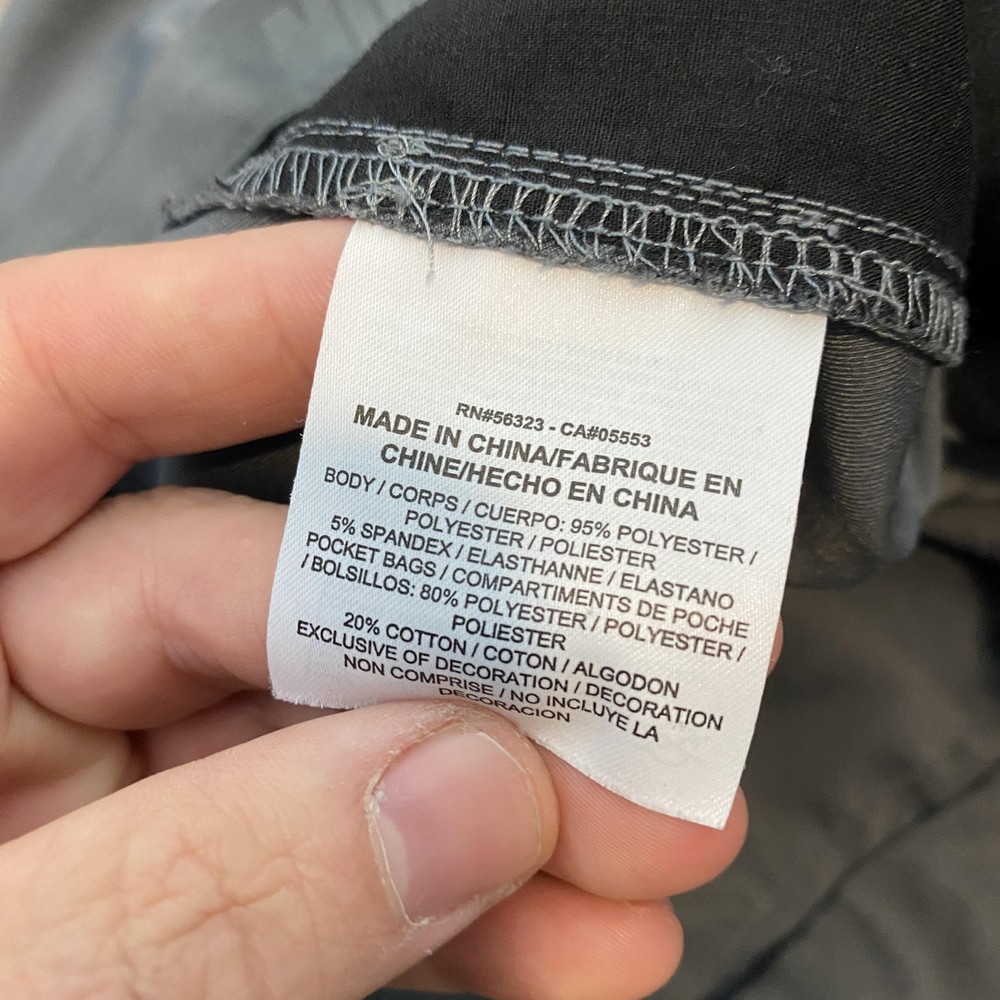 RN#56323 - CA#05553
MADE IN CHINA/FABRIQUE EN
CHINE/HECHO EN CHINA
BODY / CORPS / CUERPO: 95% POLYESTER /
POLYESTER / POLIESTER
5% SPANDEX / ELASTHANNE / ELASTANO
POCKET BAGS / COMPARTIMENTS DE POCHE
/ BOLSILLOS: 80% POLYESTER / POLYESTER /
POLIESTER
20% COTTON / COTON / ALGODON
EXCLUSIVE OF DECORATION / DECORATION
NON COMPRISE / NO INCLUYE LA
DECORACION